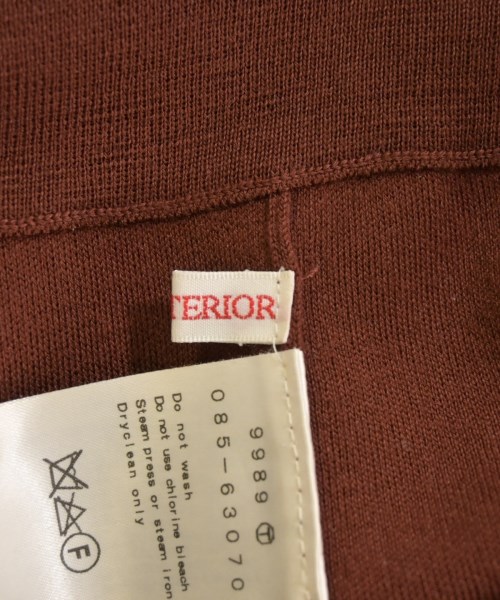 TERIOR
9989 Ⓣ
085-63070
Do not wash
Do not use chlorine bleach
Steam press or steam iron
Dryclean only
F